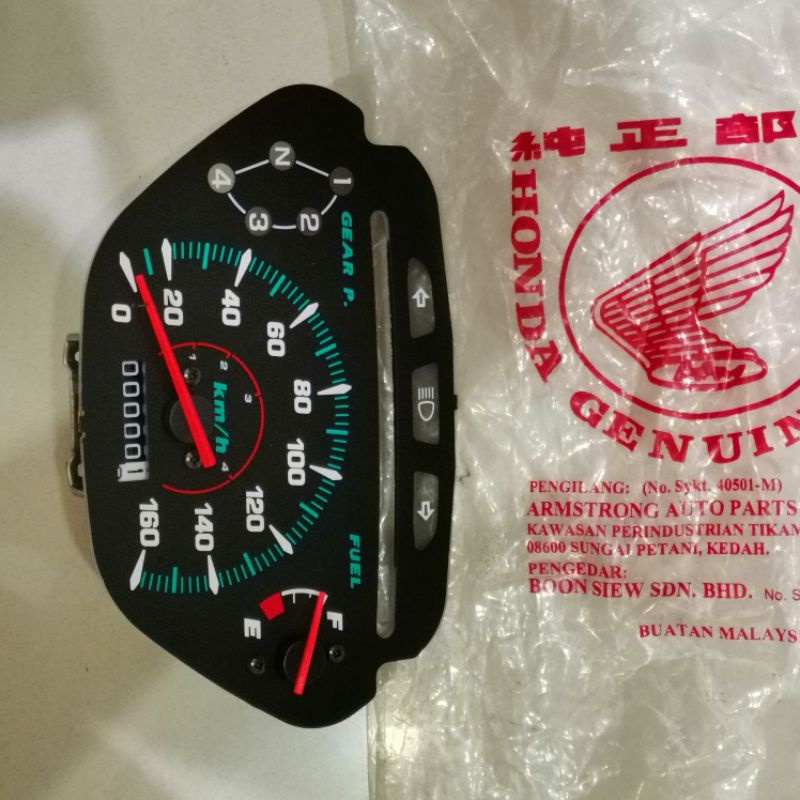 N
4
1
3
2
GEAR P.
0
20
40
60
80
100
120
140
160
1
2
3
4
km/h
000000
FUEL
E
F
純正部
HONDA GENUIN
PENGILANG: (No. Sykt. 40501-M)
ARMSTRONG AUTO PARTS
KAWASAN PERINDUSTRIAN TIKAM
08600 SUNGAI PETANI, KEDAH.
PENGEDAR:
BOON SIEW SDN. BHD. No. S
BUATAN MALAYS